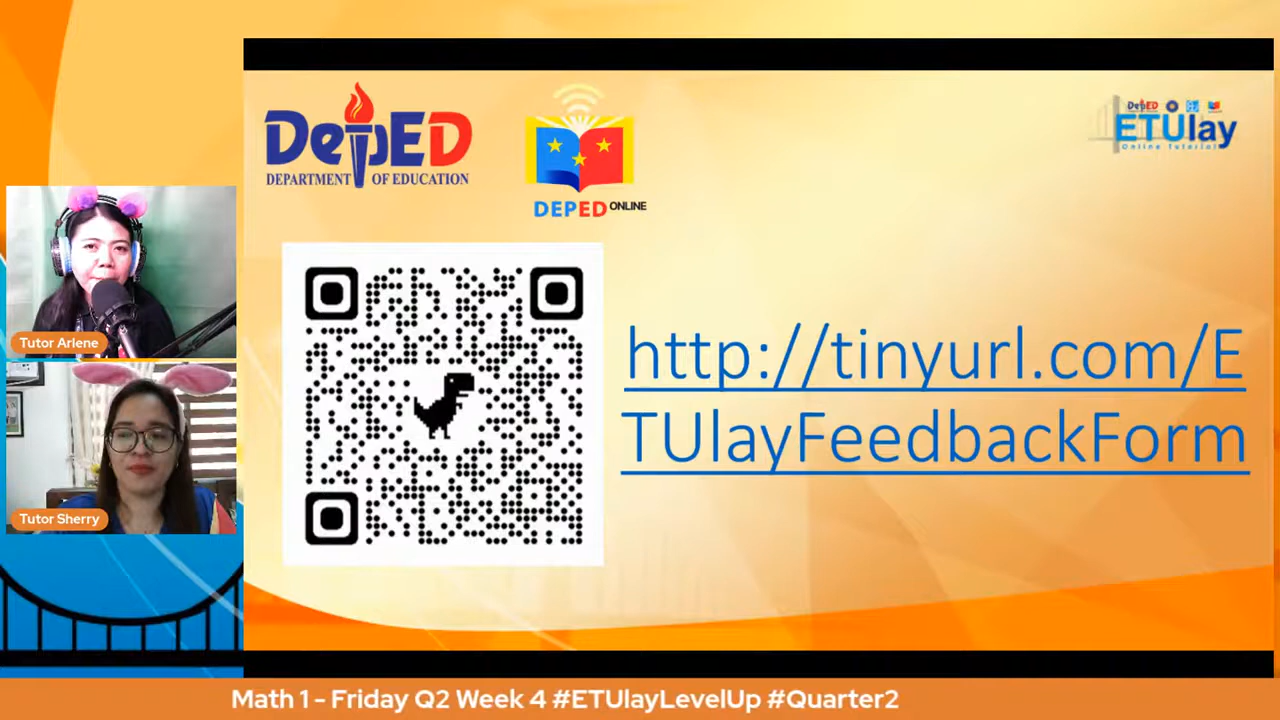 DepED
DEPARTMENT OF EDUCATION
DEPED ONLINE
DepED
ETUlay
Online Tutorial
Tutor Arlene
Tutor Sherry
http://tinyurl.com/E
TUlayFeedbackForm
Math 1 - Friday Q2 Week 4 #ETUlayLevelUp #Quarter2